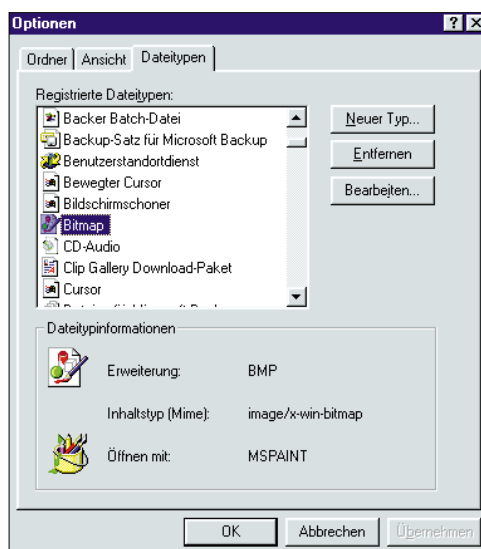 Optionen
Ordner Ansicht Dateitypen
Registrierte Dateitypen:
Backer Batch-Datei
Backup-Satz für Microsoft Backup
Benutzerstandortdienst
Bewegter Cursor
Bildschirmschoner
Bitmap
CD-Audio
Clip Gallery Download-Paket
Cursor
Neuer Typ...
Entfernen
Bearbeiten...
Dateitypinformationen
Erweiterung: BMP
Inhaltstyp (Mime): image/x-win-bitmap
Öffnen mit: MSPAINT
OK Abbrechen Übernehmen